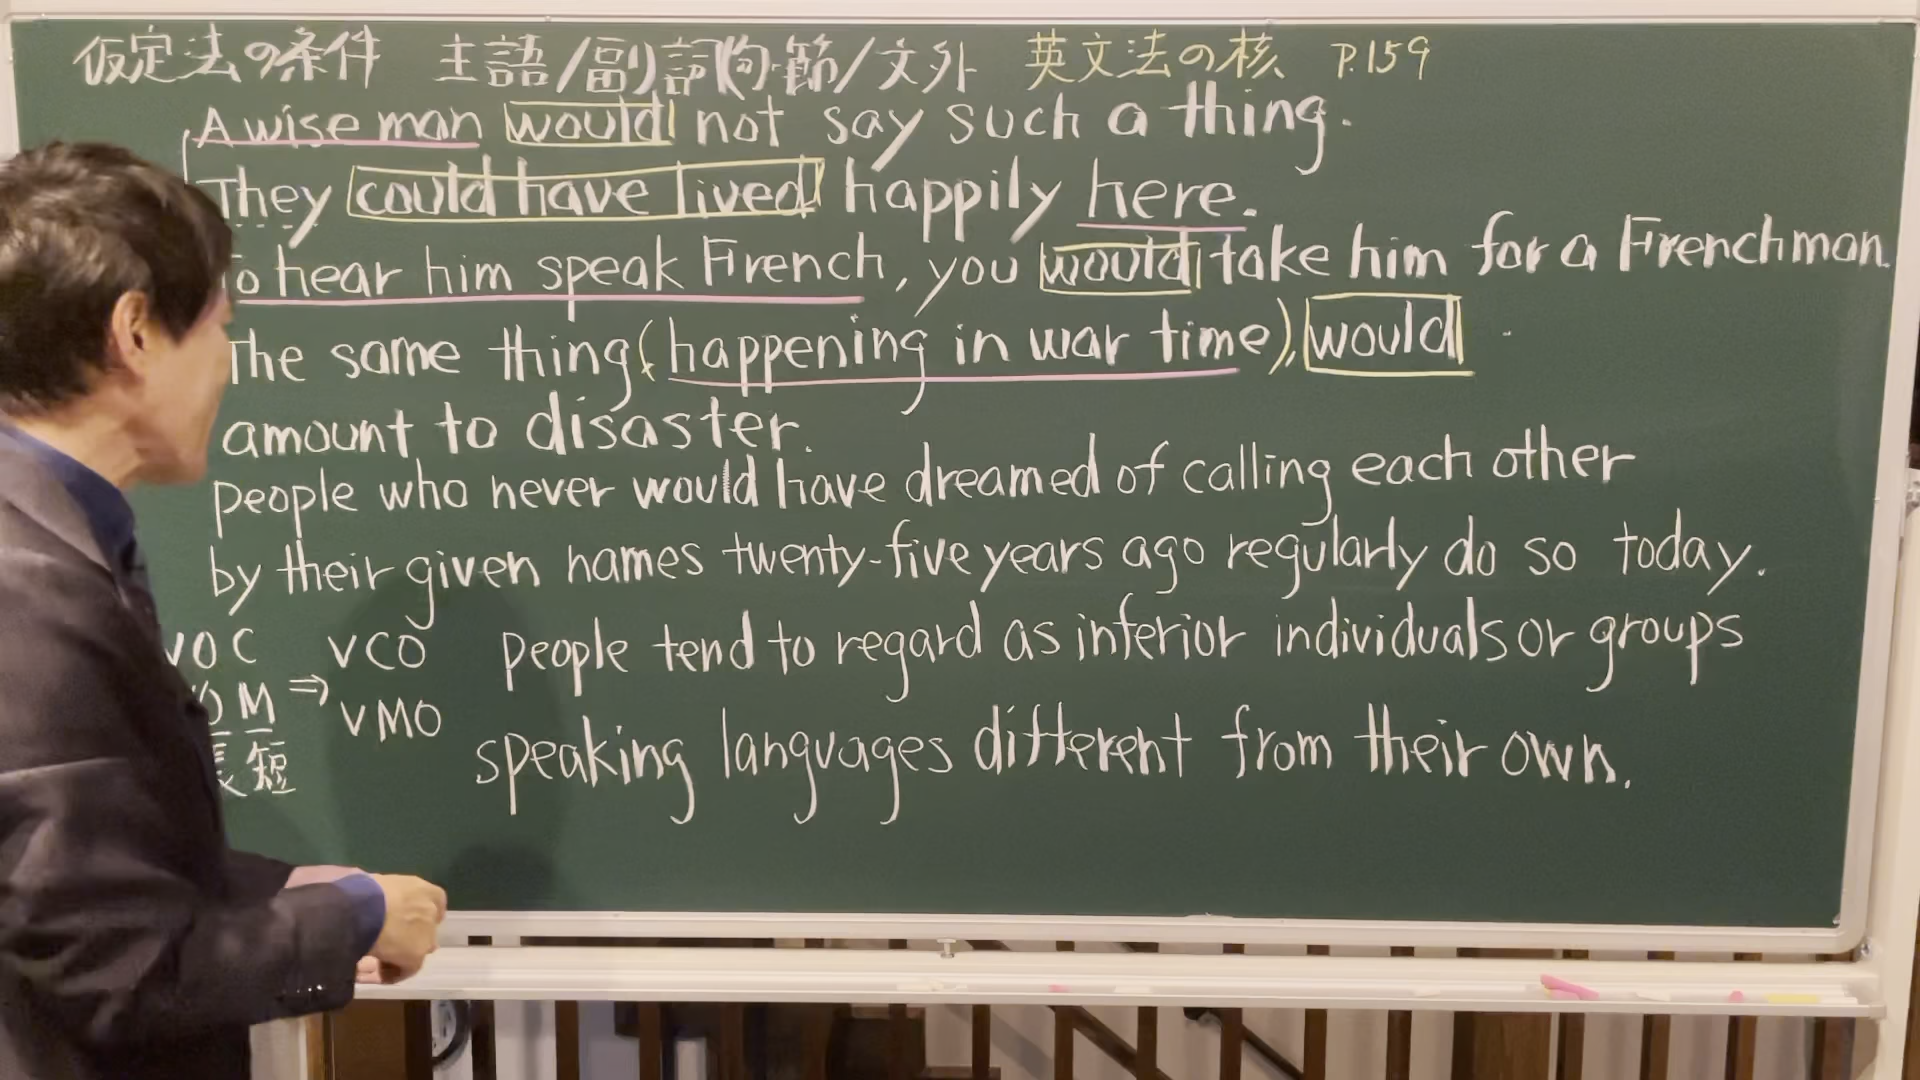 仮定法の条件 主語/副詞句・節/文外 英文法の核 P.159
A wise man would not say such a thing.
They could have lived happily here.
To hear him speak French, you would take him for a Frenchman.
The same thing(, happening in war time), would
amount to disaster.
people who never would have dreamed of calling each other
by their given names twenty-five years ago regularly do so today.
VOC VCO people tend to regard as inferior individuals or groups
OM ⇒ VMO speaking languages different from their own.
長 短